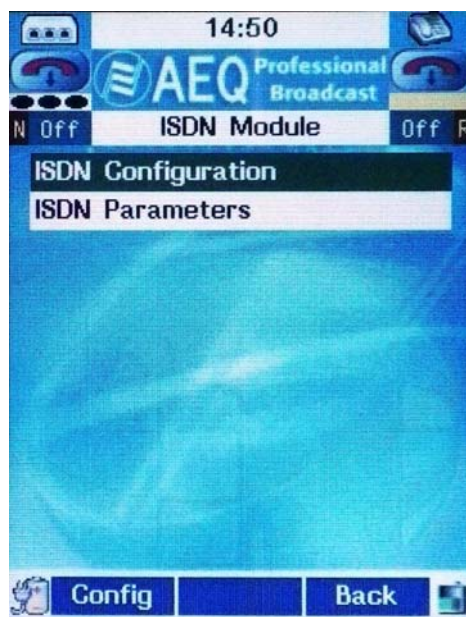 14:50
AEQ Professional Broadcast
N Off ISDN Module Off
ISDN Configuration
ISDN Parameters
Config Back